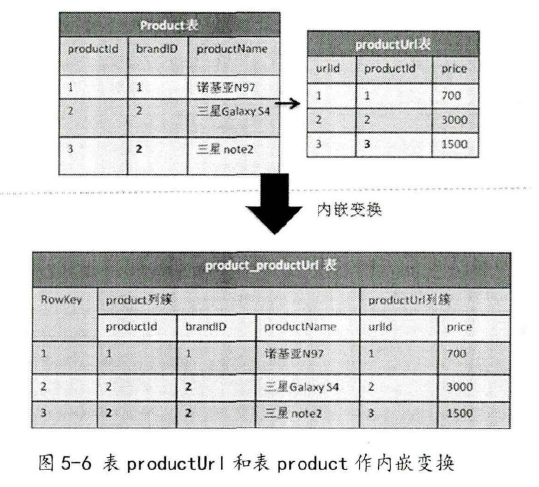 Product表
productId brandID productName
1 1 诺基亚N97
2 2 三星Galaxy S4
3 2 三星 note2
productUrl表
urlId productId price
1 1 700
2 2 3000
3 3 1500
内嵌变换
product_productUrl 表
RowKey product列簇 productUrl列簇
productId brandID productName urlId price
1 1 1 诺基亚N97 1 700
2 2 2 三星Galaxy S4 2 3000
3 2 2 三星 note2 3 1500
图 5-6 表 productUrl 和表 product 作内嵌变换